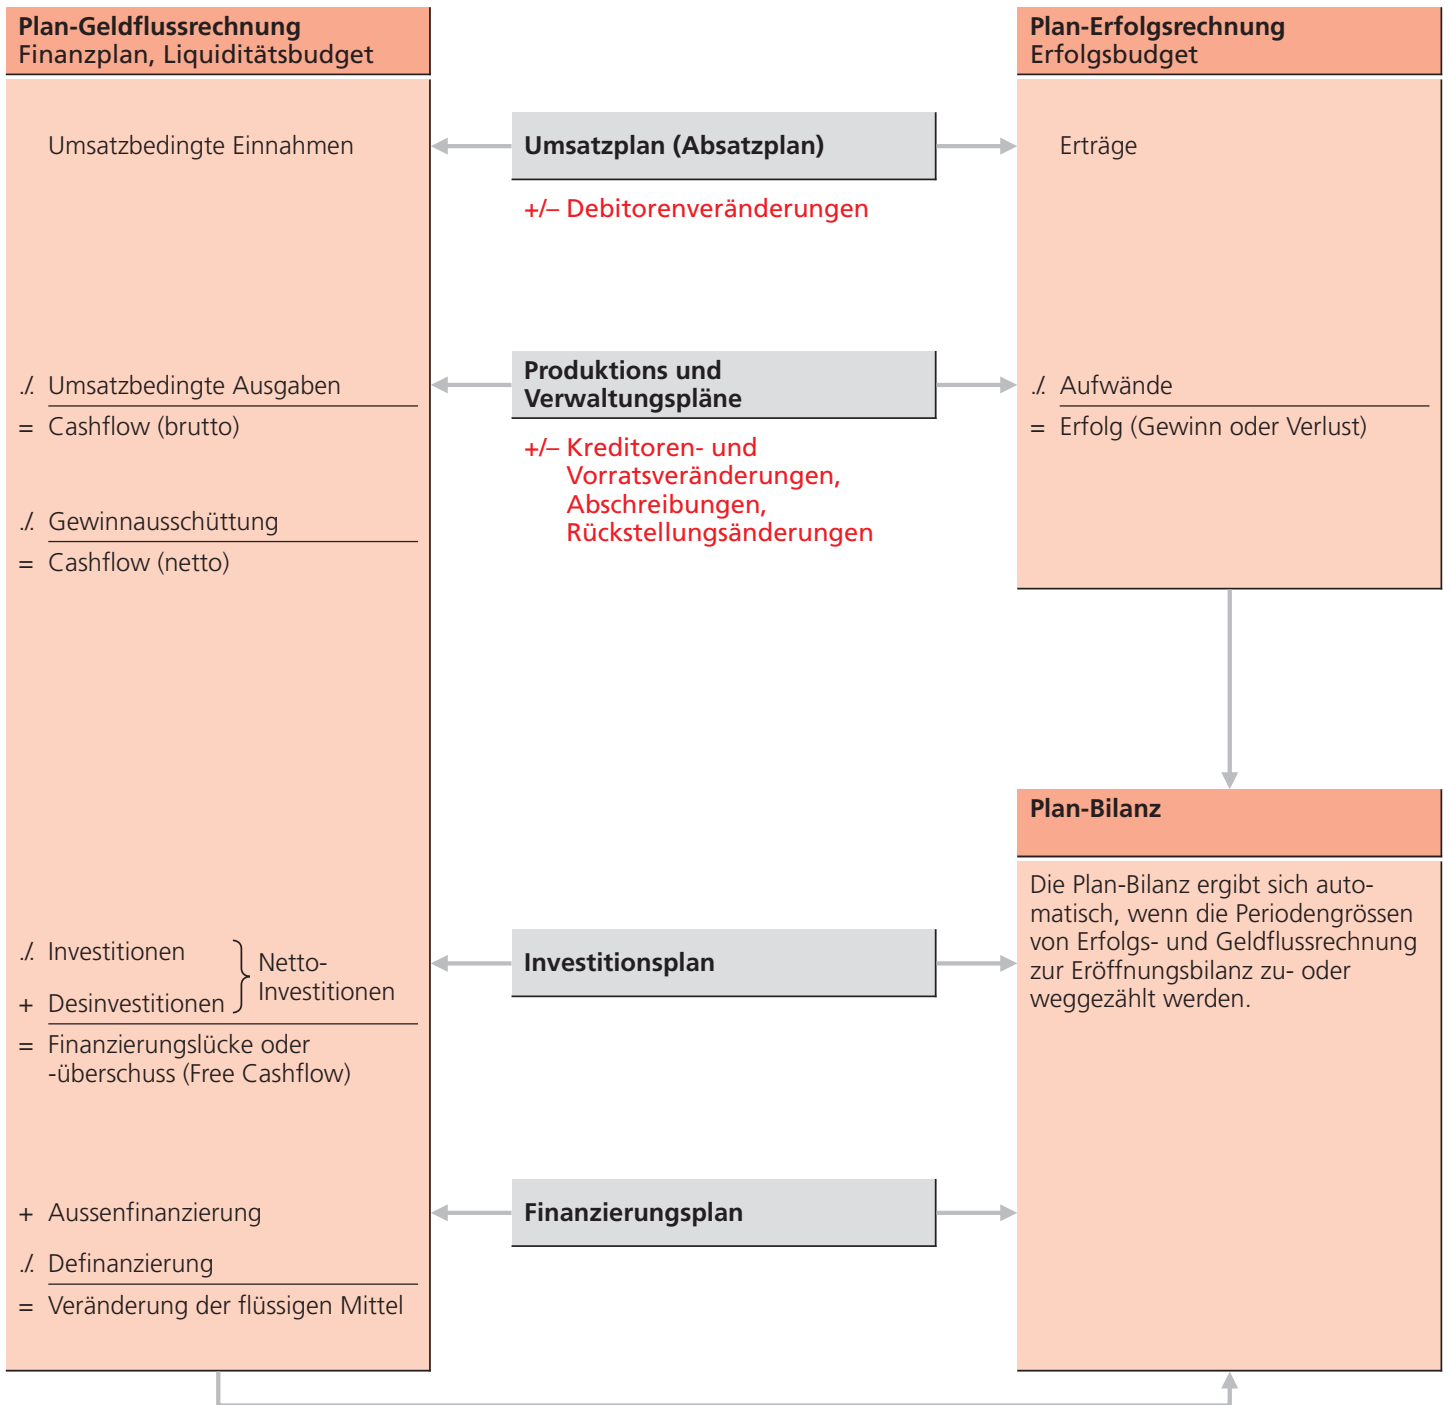 Plan-Geldflussrechnung
Finanzplan, Liquiditätsbudget
Umsatzbedingte Einnahmen
./. Umsatzbedingte Ausgaben
= Cashflow (brutto)
./. Gewinnausschüttung
= Cashflow (netto)
./. Investitionen
+ Desinvestitionen
Netto-
Investitionen
= Finanzierungslücke oder
-überschuss (Free Cashflow)
+ Aussenfinanzierung
./. Definanzierung
= Veränderung der flüssigen Mittel
Umsatzplan (Absatzplan)
+/– Debitorenveränderungen
Produktions und
Verwaltungspläne
+/– Kreditoren- und
Vorratsveränderungen,
Abschreibungen,
Rückstellungsänderungen
Investitionsplan
Finanzierungsplan
Plan-Erfolgsrechnung
Erfolgsbudget
Erträge
./. Aufwände
= Erfolg (Gewinn oder Verlust)
Plan-Bilanz
Die Plan-Bilanz ergibt sich auto-
matisch, wenn die Periodengrössen
von Erfolgs- und Geldflussrechnung
zur Eröffnungsbilanz zu- oder
weggezählt werden.